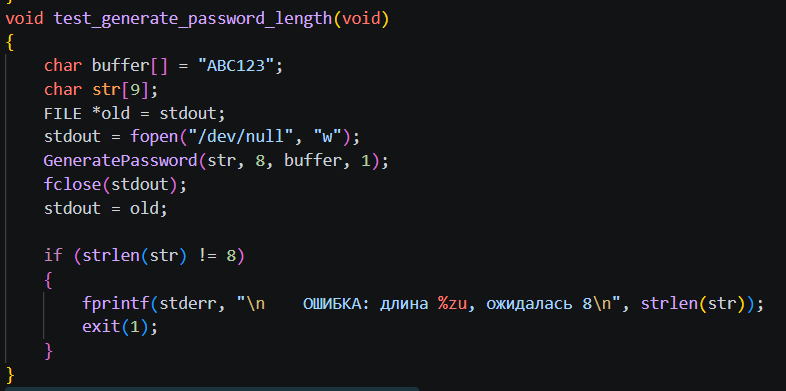 void test_generate_password_length(void)
{
    char buffer[] = "ABC123";
    char str[9];
    FILE *old = stdout;
    stdout = fopen("/dev/null", "w");
    GeneratePassword(str, 8, buffer, 1);
    fclose(stdout);
    stdout = old;

    if (strlen(str) != 8)
    {
        fprintf(stderr, "\n    ОШИБКА: длина %zu, ожидалась 8\n", strlen(str));
        exit(1);
    }
}